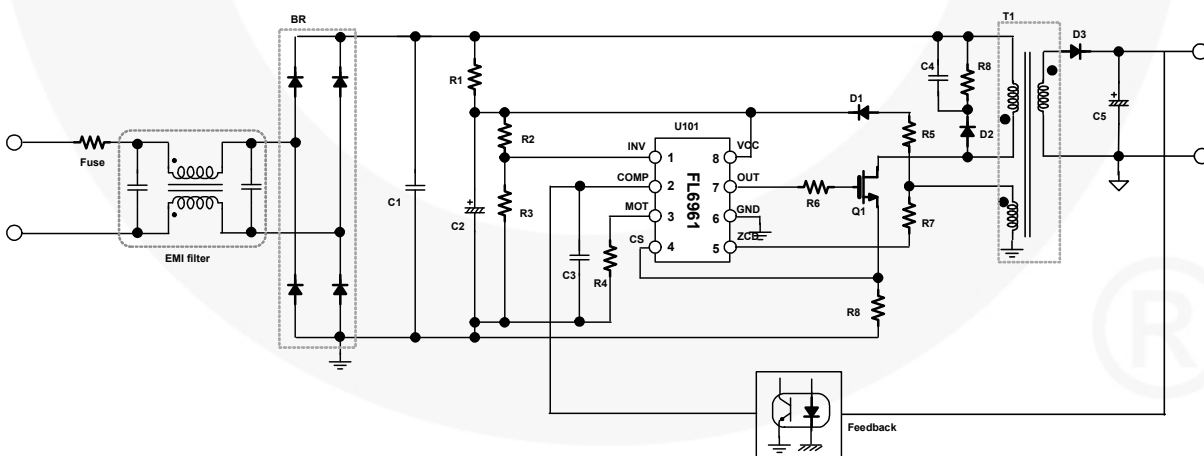 BR
T1
D3
C4
R8
R1
D1
R2
U101
R5
D2
C5
Fuse
INV
1
8
VCC
COMP
2
7
OUT
FL6961
MOT
3
6
GND
CS
4
5
ZCD
R6
Q1
R7
C1
C2
R3
C3
R4
R8
EMI filter
Feedback
+
+
®